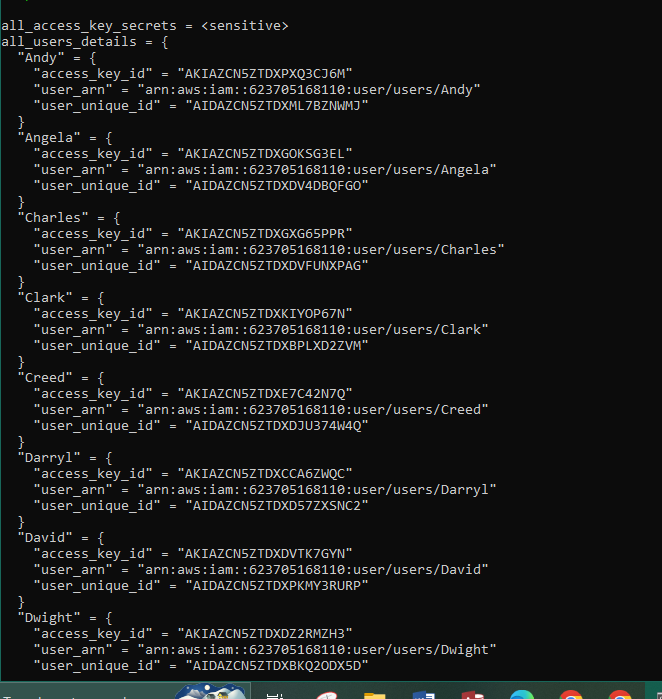 all_access_key_secrets = <sensitive>
all_users_details = {
  "Andy" = {
    "access_key_id" = "AKIAZCN5ZTDXPXQ3CJ6M"
    "user_arn" = "arn:aws:iam::623705168110:user/users/Andy"
    "user_unique_id" = "AIDAZCN5ZTDXML7BZNWMJ"
  }
  "Angela" = {
    "access_key_id" = "AKIAZCN5ZTDXGOKSG3EL"
    "user_arn" = "arn:aws:iam::623705168110:user/users/Angela"
    "user_unique_id" = "AIDAZCN5ZTDXDV4DBQFGO"
  }
  "Charles" = {
    "access_key_id" = "AKIAZCN5ZTDXGXG65PPR"
    "user_arn" = "arn:aws:iam::623705168110:user/users/Charles"
    "user_unique_id" = "AIDAZCN5ZTDXDVFUNXPAG"
  }
  "Clark" = {
    "access_key_id" = "AKIAZCN5ZTDXKIYOP67N"
    "user_arn" = "arn:aws:iam::623705168110:user/users/Clark"
    "user_unique_id" = "AIDAZCN5ZTDXBPLXD2ZVM"
  }
  "Creed" = {
    "access_key_id" = "AKIAZCN5ZTDXE7C42N7Q"
    "user_arn" = "arn:aws:iam::623705168110:user/users/Creed"
    "user_unique_id" = "AIDAZCN5ZTDXDJU374W4Q"
  }
  "Darryl" = {
    "access_key_id" = "AKIAZCN5ZTDXCCA6ZWQC"
    "user_arn" = "arn:aws:iam::623705168110:user/users/Darryl"
    "user_unique_id" = "AIDAZCN5ZTDXD57ZXSNC2"
  }
  "David" = {
    "access_key_id" = "AKIAZCN5ZTDXDVTK7GYN"
    "user_arn" = "arn:aws:iam::623705168110:user/users/David"
    "user_unique_id" = "AIDAZCN5ZTDXPKMY3RURP"
  }
  "Dwight" = {
    "access_key_id" = "AKIAZCN5ZTDXDZ2RMZH3"
    "user_arn" = "arn:aws:iam::623705168110:user/users/Dwight"
    "user_unique_id" = "AIDAZCN5ZTDXBKQ2ODX5D"